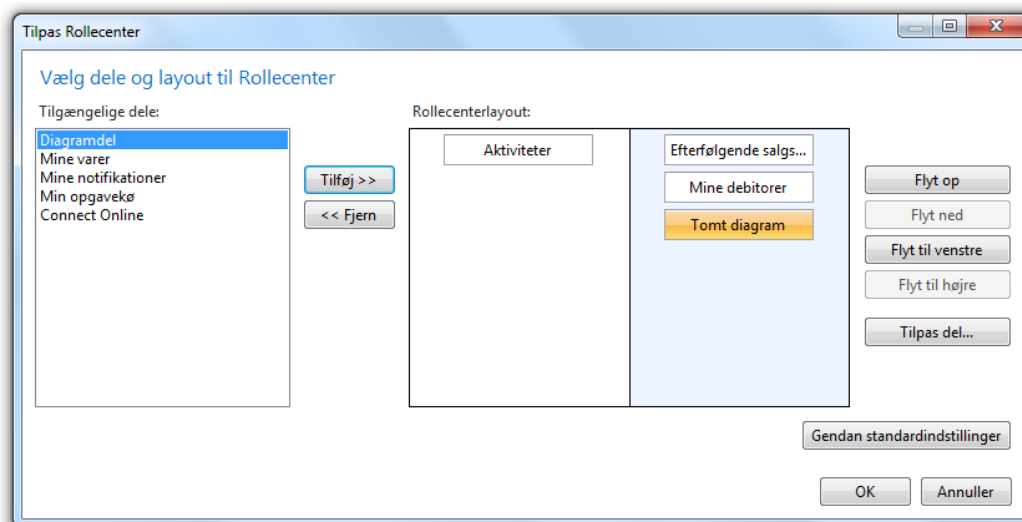 Tilpas Rollecenter
Vælg dele og layout til Rollecenter
Tilgængelige dele:
Diagramdel
Mine varer
Mine notifikationer
Min opgavekø
Connect Online
Tilføj >>
<< Fjern
Rollecenterlayout:
Aktiviteter
Efterfølgende salgs...
Mine debitorer
Tomt diagram
Flyt op
Flyt ned
Flyt til venstre
Flyt til højre
Tilpas del...
Gendan standardindstillinger
OK
Annuller